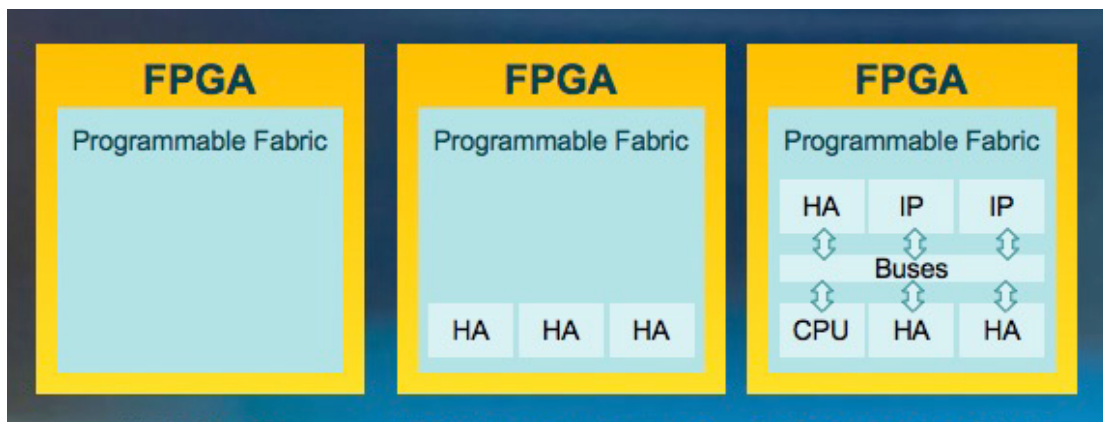 FPGA
Programmable Fabric
FPGA
Programmable Fabric
HA HA HA
FPGA
Programmable Fabric
HA IP IP
Buses
CPU HA HA